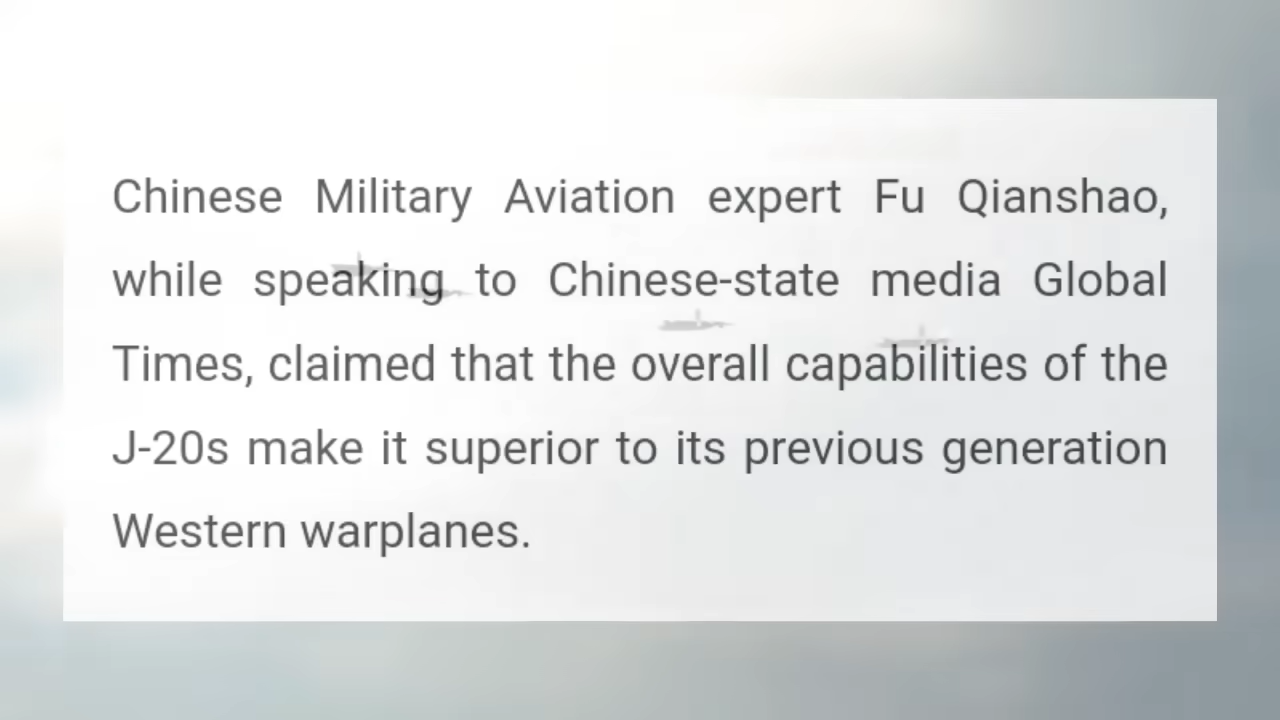 Chinese Military Aviation expert Fu Qianshao,
while speaking to Chinese-state media Global
Times, claimed that the overall capabilities of the
J-20s make it superior to its previous generation
Western warplanes.